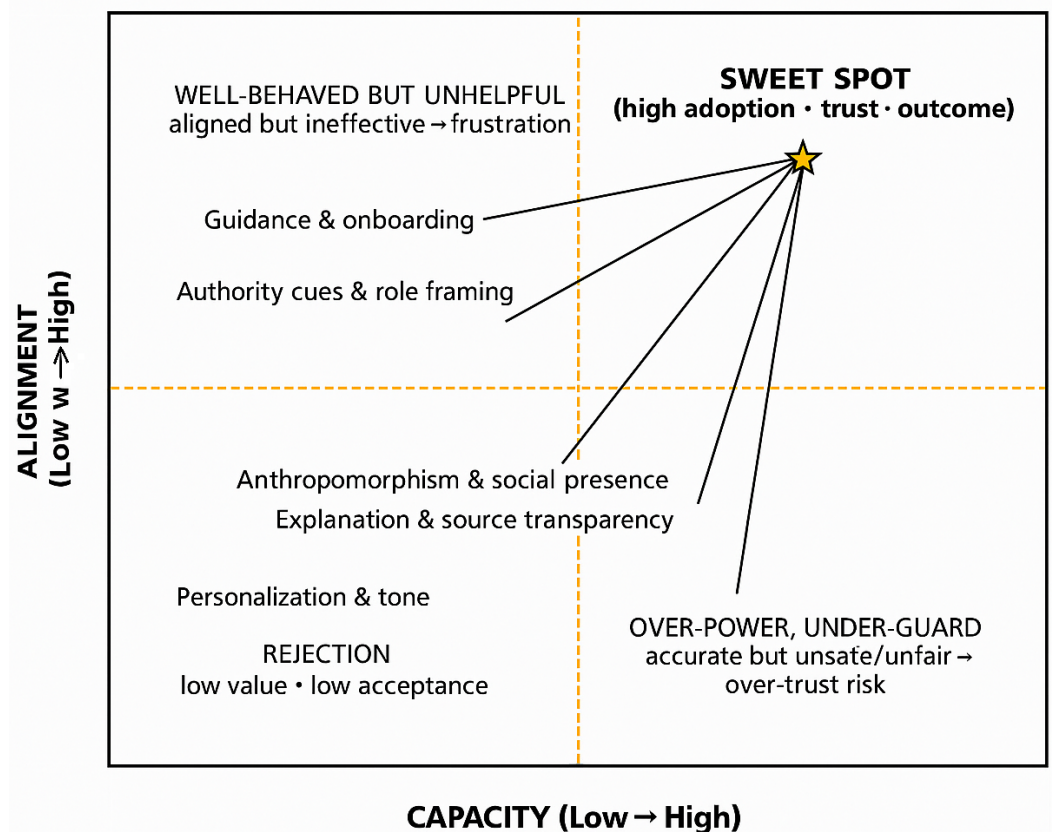 WELL-BEHAVED BUT UNHELPFUL
aligned but ineffective → frustration
SWEET SPOT
(high adoption · trust · outcome)
Guidance & onboarding
Authority cues & role framing
Anthropomorphism & social presence
Explanation & source transparency
Personalization & tone
REJECTION
low value • low acceptance
OVER-POWER, UNDER-GUARD
accurate but unsafe/unfair →
over-trust risk
ALIGNMENT
(Low w → High)
CAPACITY (Low → High)